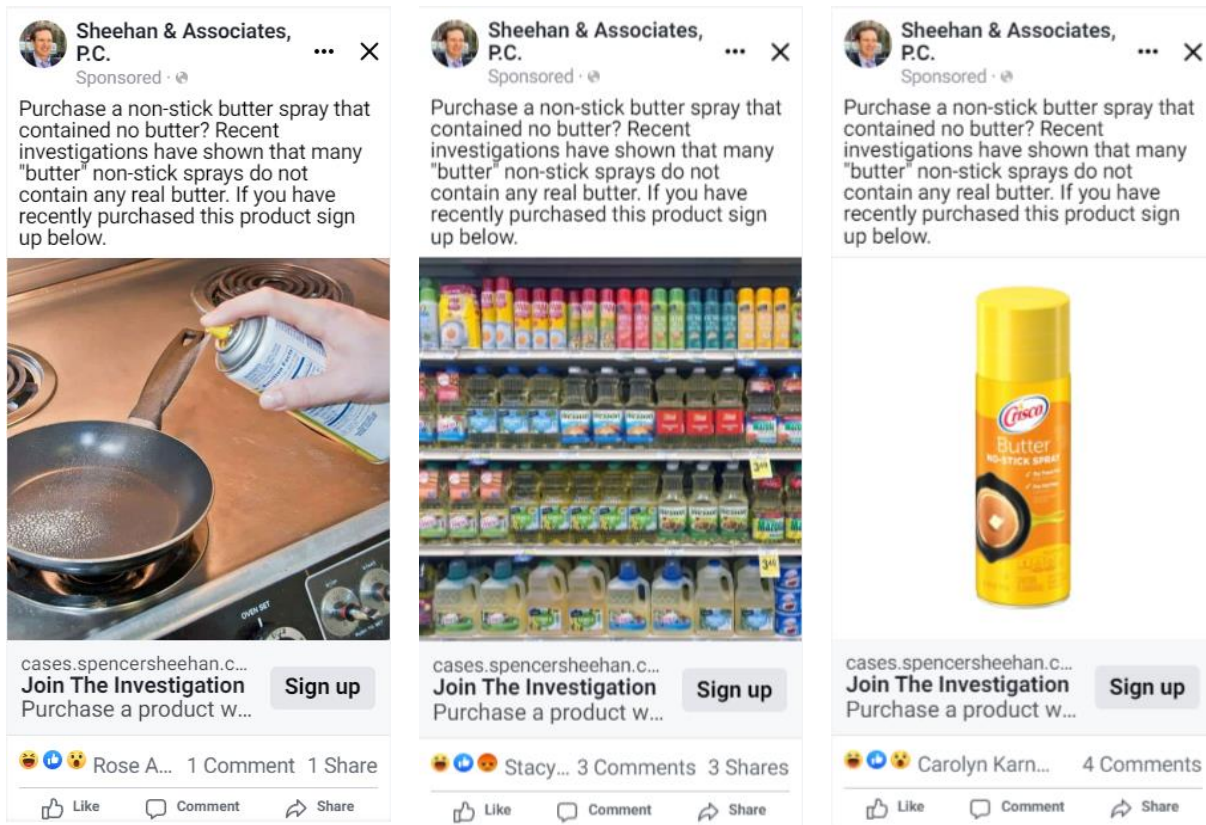 Sheehan & Associates,
P.C.
Sponsored ·
Purchase a non-stick butter spray that
contained no butter? Recent
investigations have shown that many
"butter" non-stick sprays do not
contain any real butter. If you have
recently purchased this product sign
up below.
OVEN SET
cases.spencersheehan.c...
Join The Investigation
Purchase a product w...
Sign up
Rose A... 1 Comment 1 Share
Like Comment Share
Sheehan & Associates,
P.C.
Sponsored ·
Purchase a non-stick butter spray that
contained no butter? Recent
investigations have shown that many
"butter" non-stick sprays do not
contain any real butter. If you have
recently purchased this product sign
up below.
cases.spencersheehan.c...
Join The Investigation
Purchase a product w...
Sign up
Stacy... 3 Comments 3 Shares
Like Comment Share
Sheehan & Associates,
P.C.
Sponsored ·
Purchase a non-stick butter spray that
contained no butter? Recent
investigations have shown that many
"butter" non-stick sprays do not
contain any real butter. If you have
recently purchased this product sign
up below.
Crisco
Butter
NO-STICK SPRAY
cases.spencersheehan.c...
Join The Investigation
Purchase a product w...
Sign up
Carolyn Karn... 4 Comments
Like Comment Share